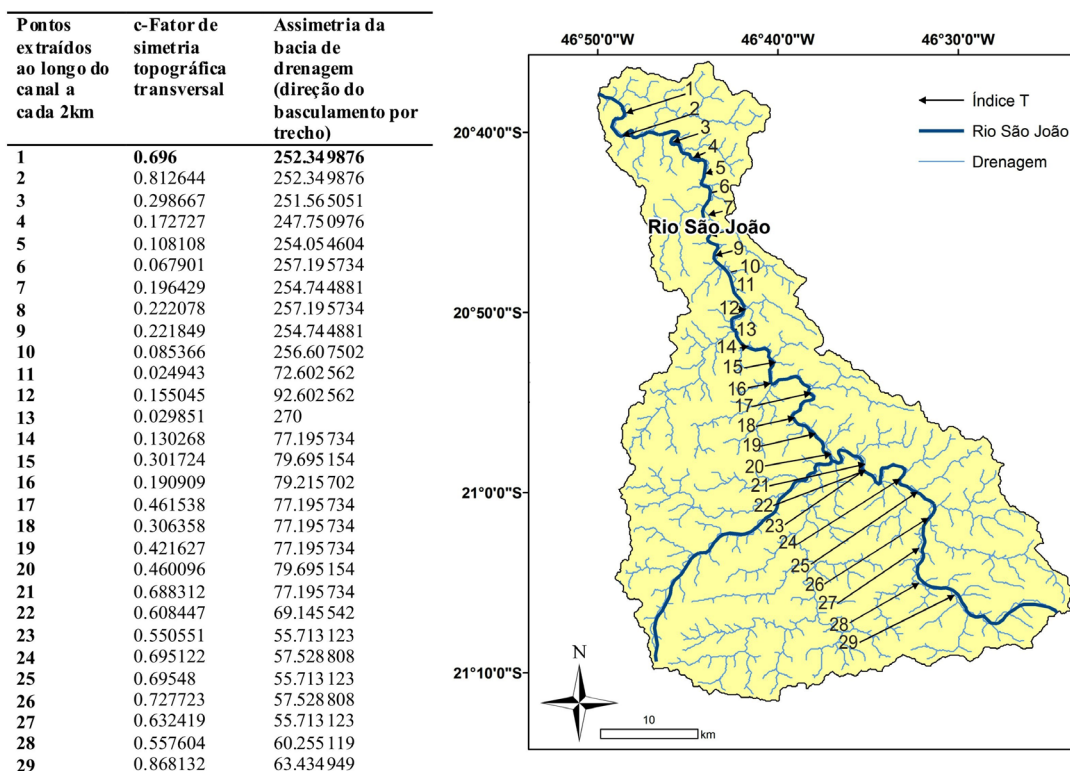 Pontos extraídos ao longo do canal a cada 2km | c-Fator de simetria topográfica transversal | Assimetria da bacia de drenagem (direção do basculamento por trecho)
1 0.696 252.349876
2 0.812644 252.349876
3 0.298667 251.565051
4 0.172727 247.750976
5 0.108108 254.054604
6 0.067901 257.195734
7 0.196429 254.744881
8 0.222078 257.195734
9 0.221849 254.744881
10 0.085366 256.607502
11 0.024943 72.602562
12 0.155045 92.602562
13 0.029851 270
14 0.130268 77.195734
15 0.301724 79.695154
16 0.190909 79.215702
17 0.461538 77.195734
18 0.306358 77.195734
19 0.421627 77.195734
20 0.460096 79.695154
21 0.688312 77.195734
22 0.608447 69.145542
23 0.550551 55.713123
24 0.695122 57.528808
25 0.69548 55.713123
26 0.727723 57.528808
27 0.632419 55.713123
28 0.557604 60.255119
29 0.868132 63.434949
46°50'0"W 46°40'0"W 46°30'0"W
20°40'0"S
20°50'0"S
21°0'0"S
21°10'0"S
Índice T
Rio São João
Drenagem
1
2
3
4
5
6
7
Rio São João
9
10
11
12
13
14
15
16
17
18
19
20
21
22
23
24
25
26
27
28
29
N
10
km